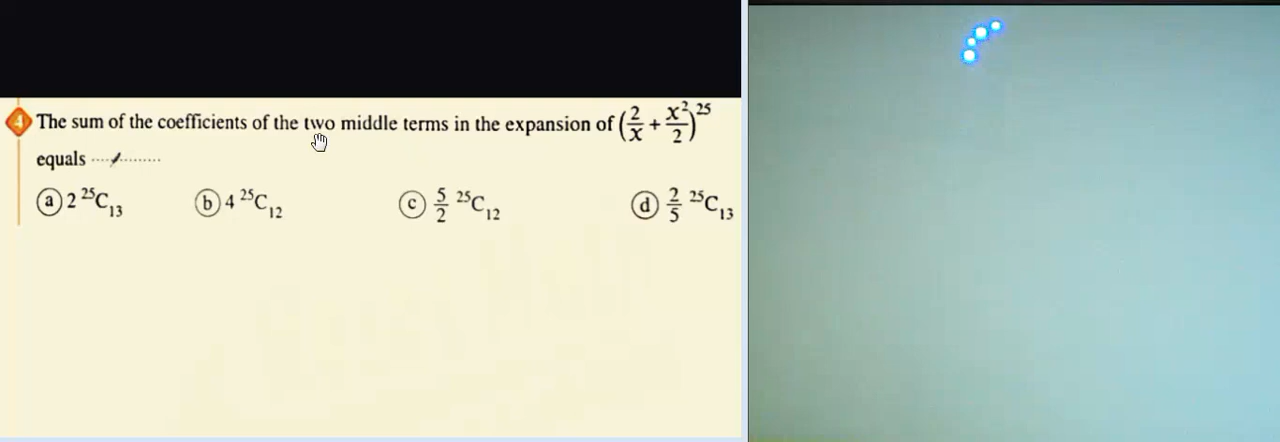 4 The sum of the coefficients of the two middle terms in the expansion of (2/x + x²/2)²⁵
equals ..............
ⓐ 2 ²⁵C₁₃ ⓑ 4 ²⁵C₁₂ ⓒ 5/2 ²⁵C₁₂ ⓓ 2/5 ²⁵C₁₃